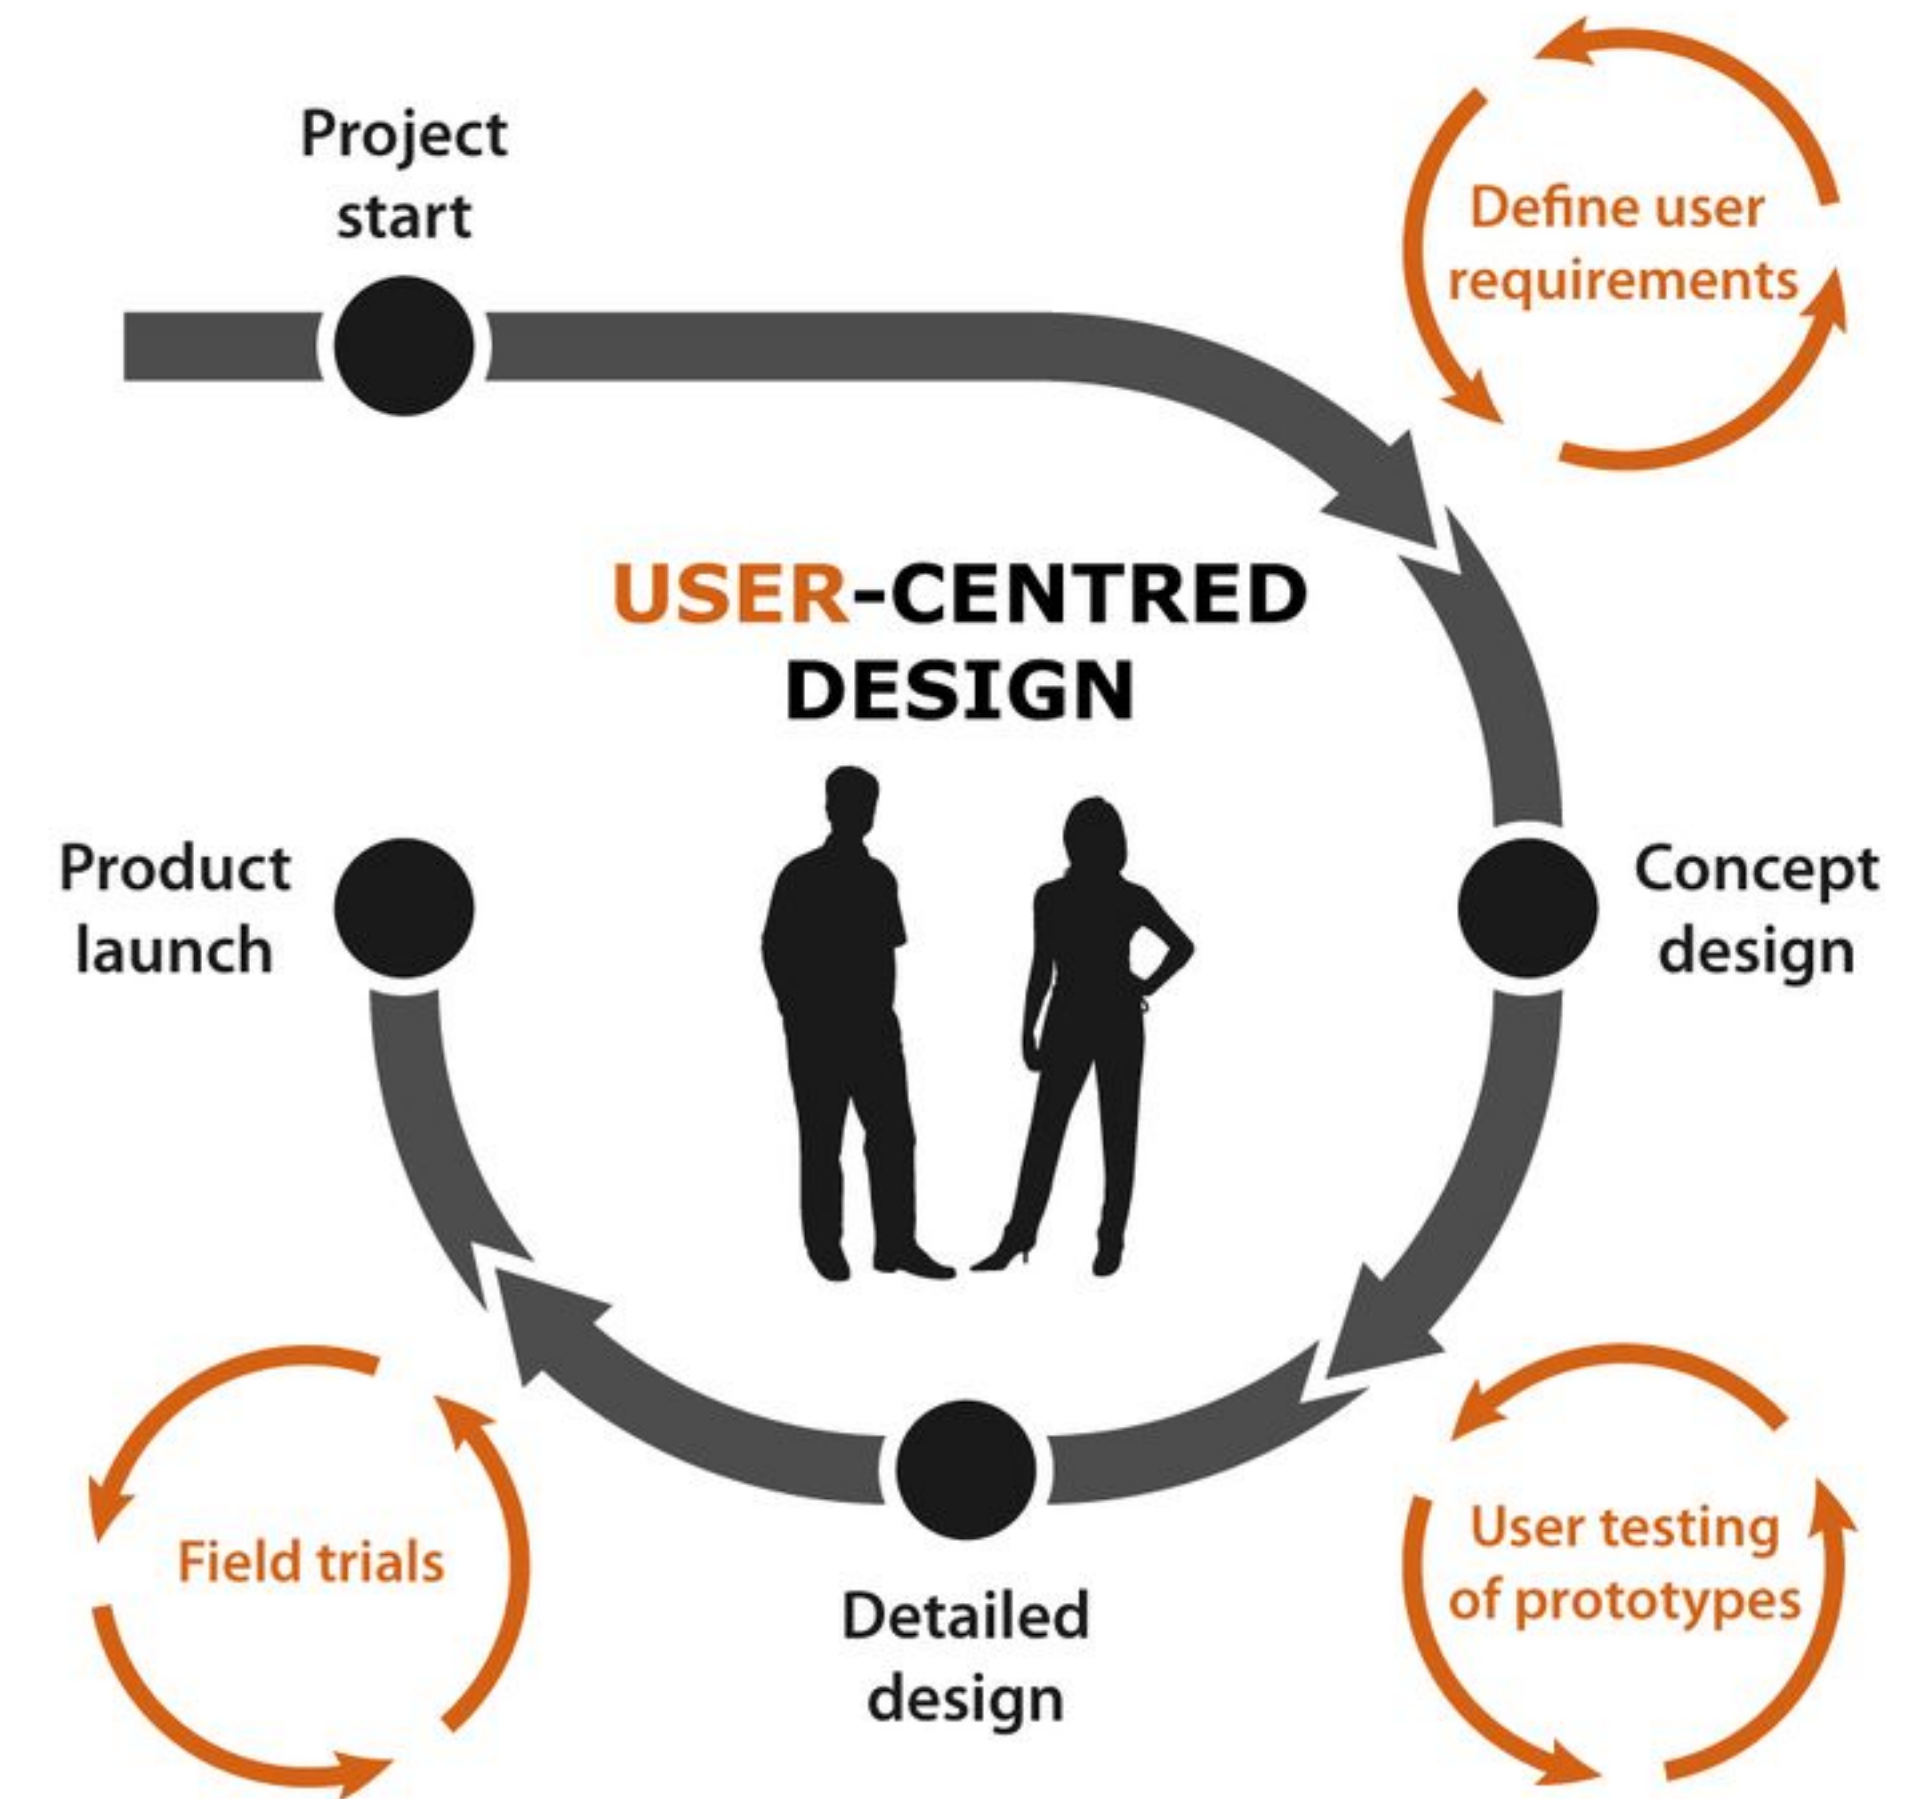 Project
start
Define user
requirements
USER-CENTRED
DESIGN
Product
launch
Concept
design
Field trials
User testing
of prototypes
Detailed
design